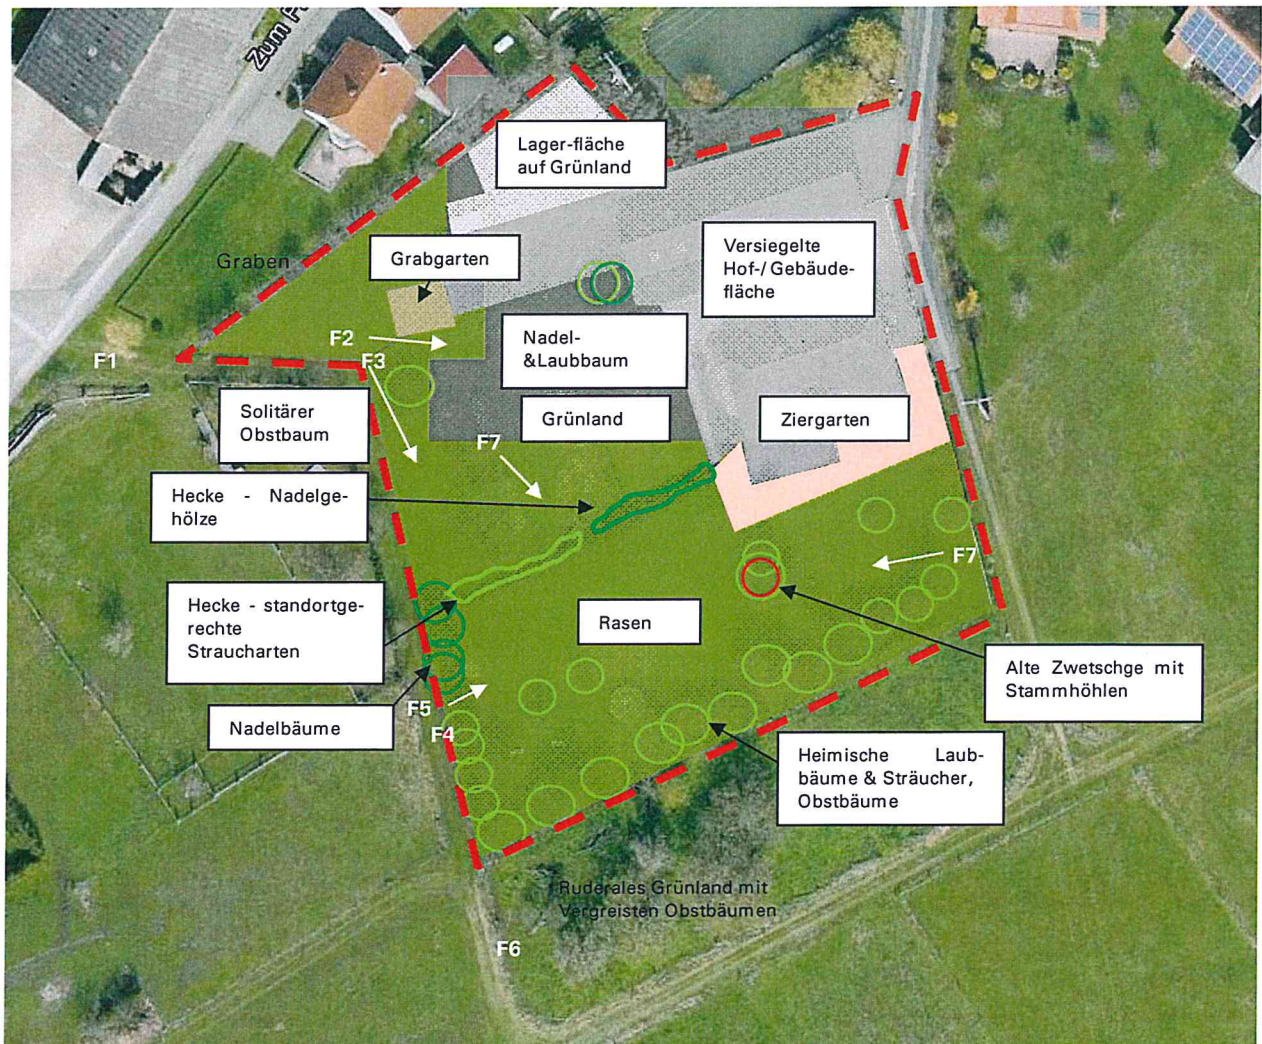 Zum
Lager-fläche
auf Grünland
Versiegelte
Hof-/ Gebäude-
fläche
Grabgarten
Graben
F2
F1
F3
Nadel-
&Laubbaum
Solitärer
Obstbaum
Grünland
Ziergarten
F7
Hecke - Nadelge-
hölze
F7
Hecke - standortge-
rechte
Straucharten
Rasen
Alte Zwetschge mit
Stammhöhlen
Nadelbäume
F5
F4
Heimische Laub-
bäume & Sträucher,
Obstbäume
Ruderales Grünland mit
Vergreisten Obstbäumen
F6